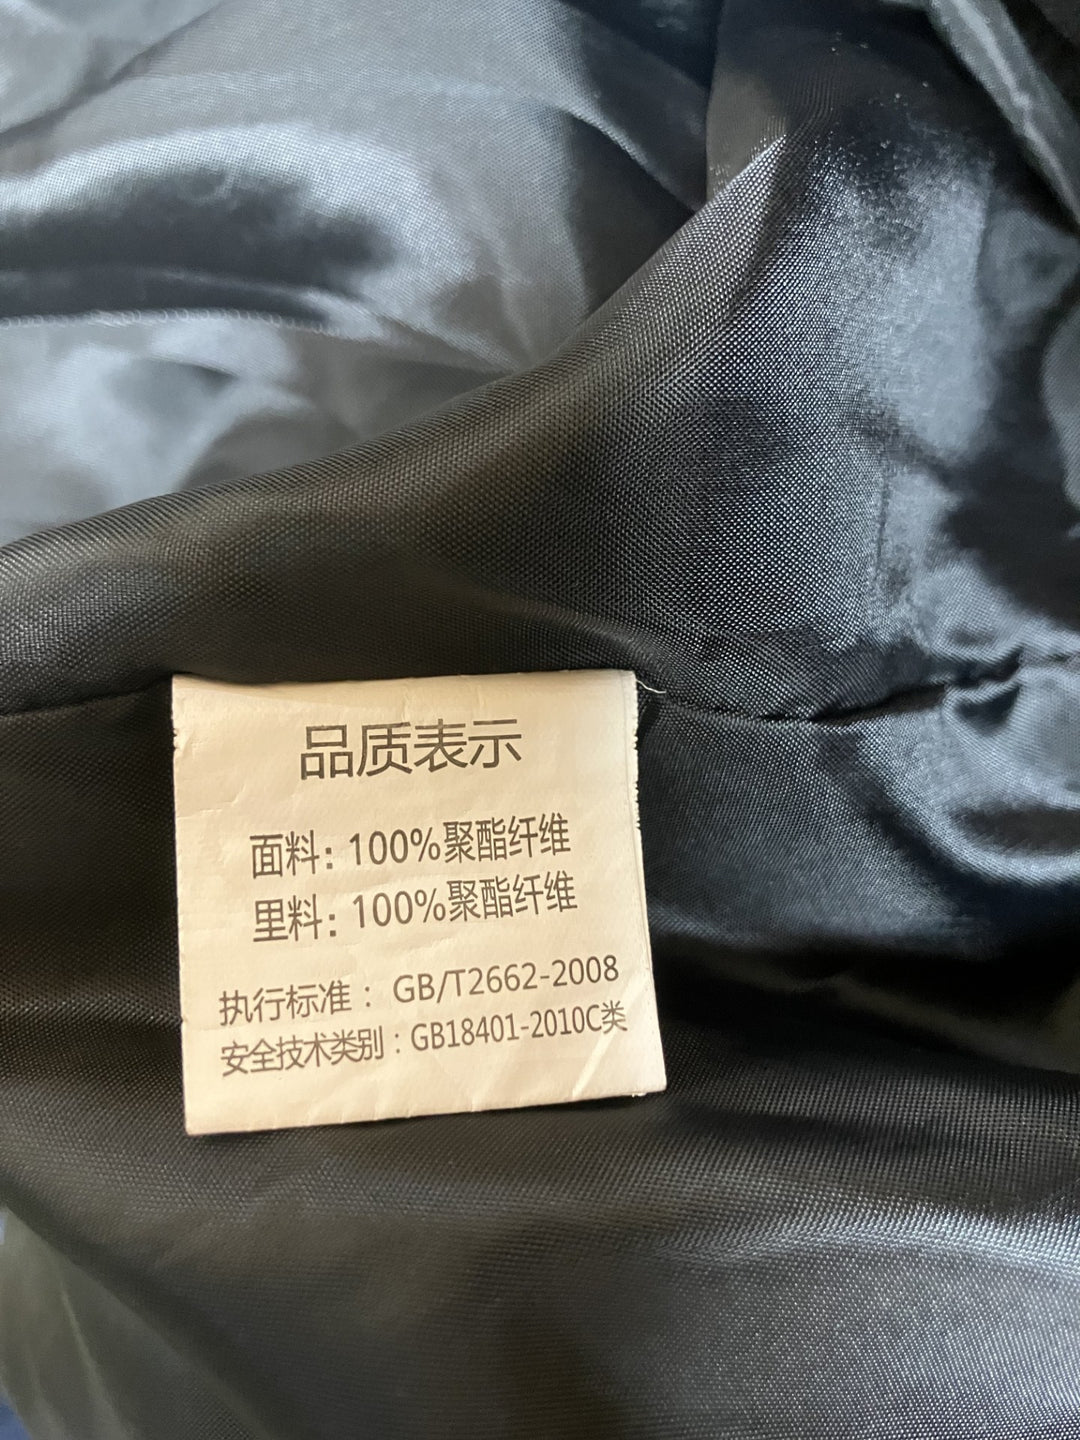 品质表示
面料：100%聚酯纤维
里料：100%聚酯纤维
执行标准：GB/T2662-2008
安全技术类别：GB18401-2010C类